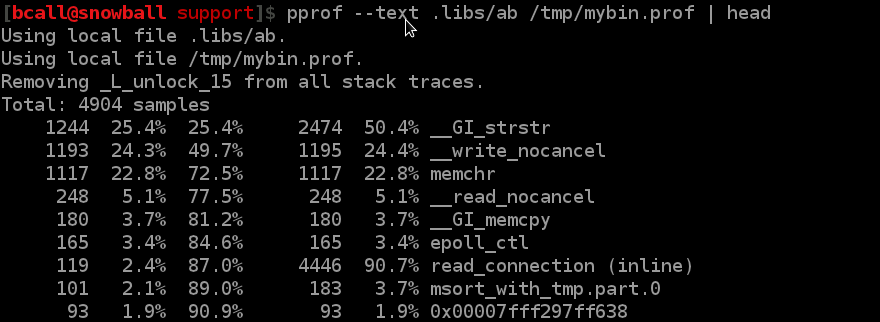 [bcall@snowball support]$ pprof --text .libs/ab /tmp/mybin.prof | head
Using local file .libs/ab.
Using local file /tmp/mybin.prof.
Removing _L_unlock_15 from all stack traces.
Total: 4904 samples
1244 25.4% 25.4% 2474 50.4% __GI_strstr
1193 24.3% 49.7% 1195 24.4% __write_nocancel
1117 22.8% 72.5% 1117 22.8% memchr
248 5.1% 77.5% 248 5.1% __read_nocancel
180 3.7% 81.2% 180 3.7% __GI_memcpy
165 3.4% 84.6% 165 3.4% epoll_ctl
119 2.4% 87.0% 4446 90.7% read_connection (inline)
101 2.1% 89.0% 183 3.7% msort_with_tmp.part.0
93 1.9% 90.9% 93 1.9% 0x00007fff297ff638